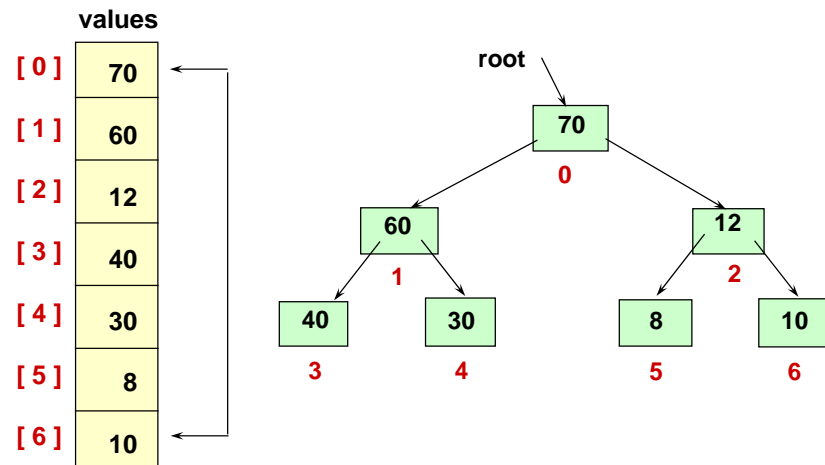 values
[ 0 ] 70
[ 1 ] 60
[ 2 ] 12
[ 3 ] 40
[ 4 ] 30
[ 5 ] 8
[ 6 ] 10
root
70
0
60 12
1 2
40 30 8 10
3 4 5 6